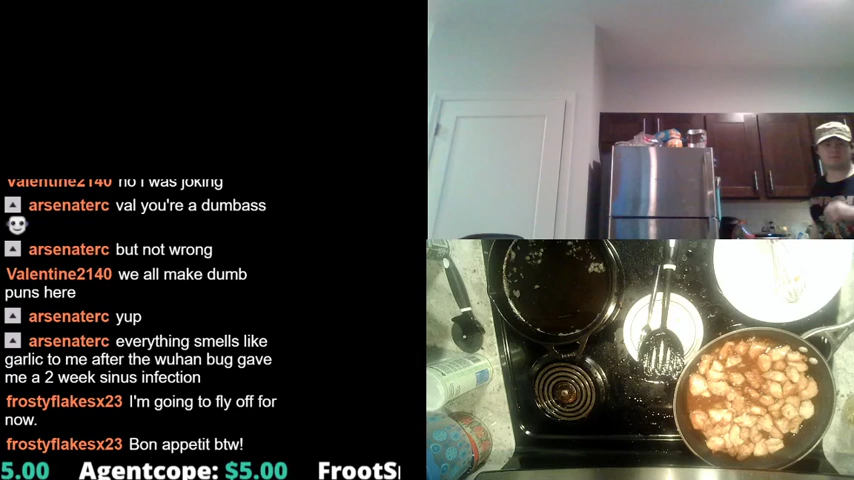 Valentine2140 no I was joking
arsenaterc val you're a dumbass
arsenaterc but not wrong
Valentine2140 we all make dumb
puns here
arsenaterc yup
arsenaterc everything smells like
garlic to me after the wuhan bug gave
me a 2 week sinus infection
frostyflakesx23 I'm going to fly off for
now.
frostyflakesx23 Bon appetit btw!
5.00 Agentcope: $5.00 FrootS